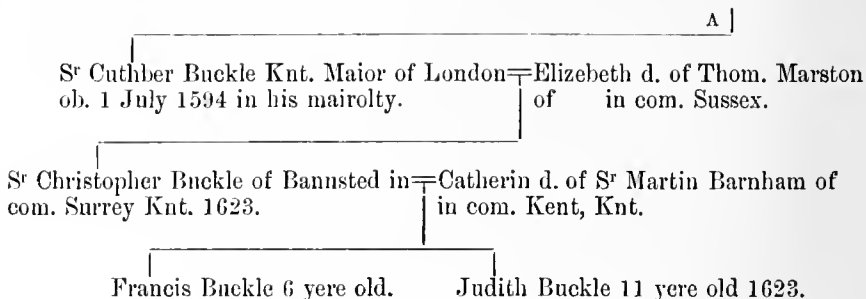 A
Sʳ Cuthber Buckle Knt. Maior of London=Elizebeth d. of Thom. Marston
ob. 1 July 1594 in his mairolty. of in com. Sussex.
Sʳ Christopher Buckle of Bannsted in=Catherin d. of Sʳ Martin Barnham of
com. Surrey Knt. 1623. in com. Kent, Knt.
Francis Buckle 6 yere old. Judith Buckle 11 yere old 1623.